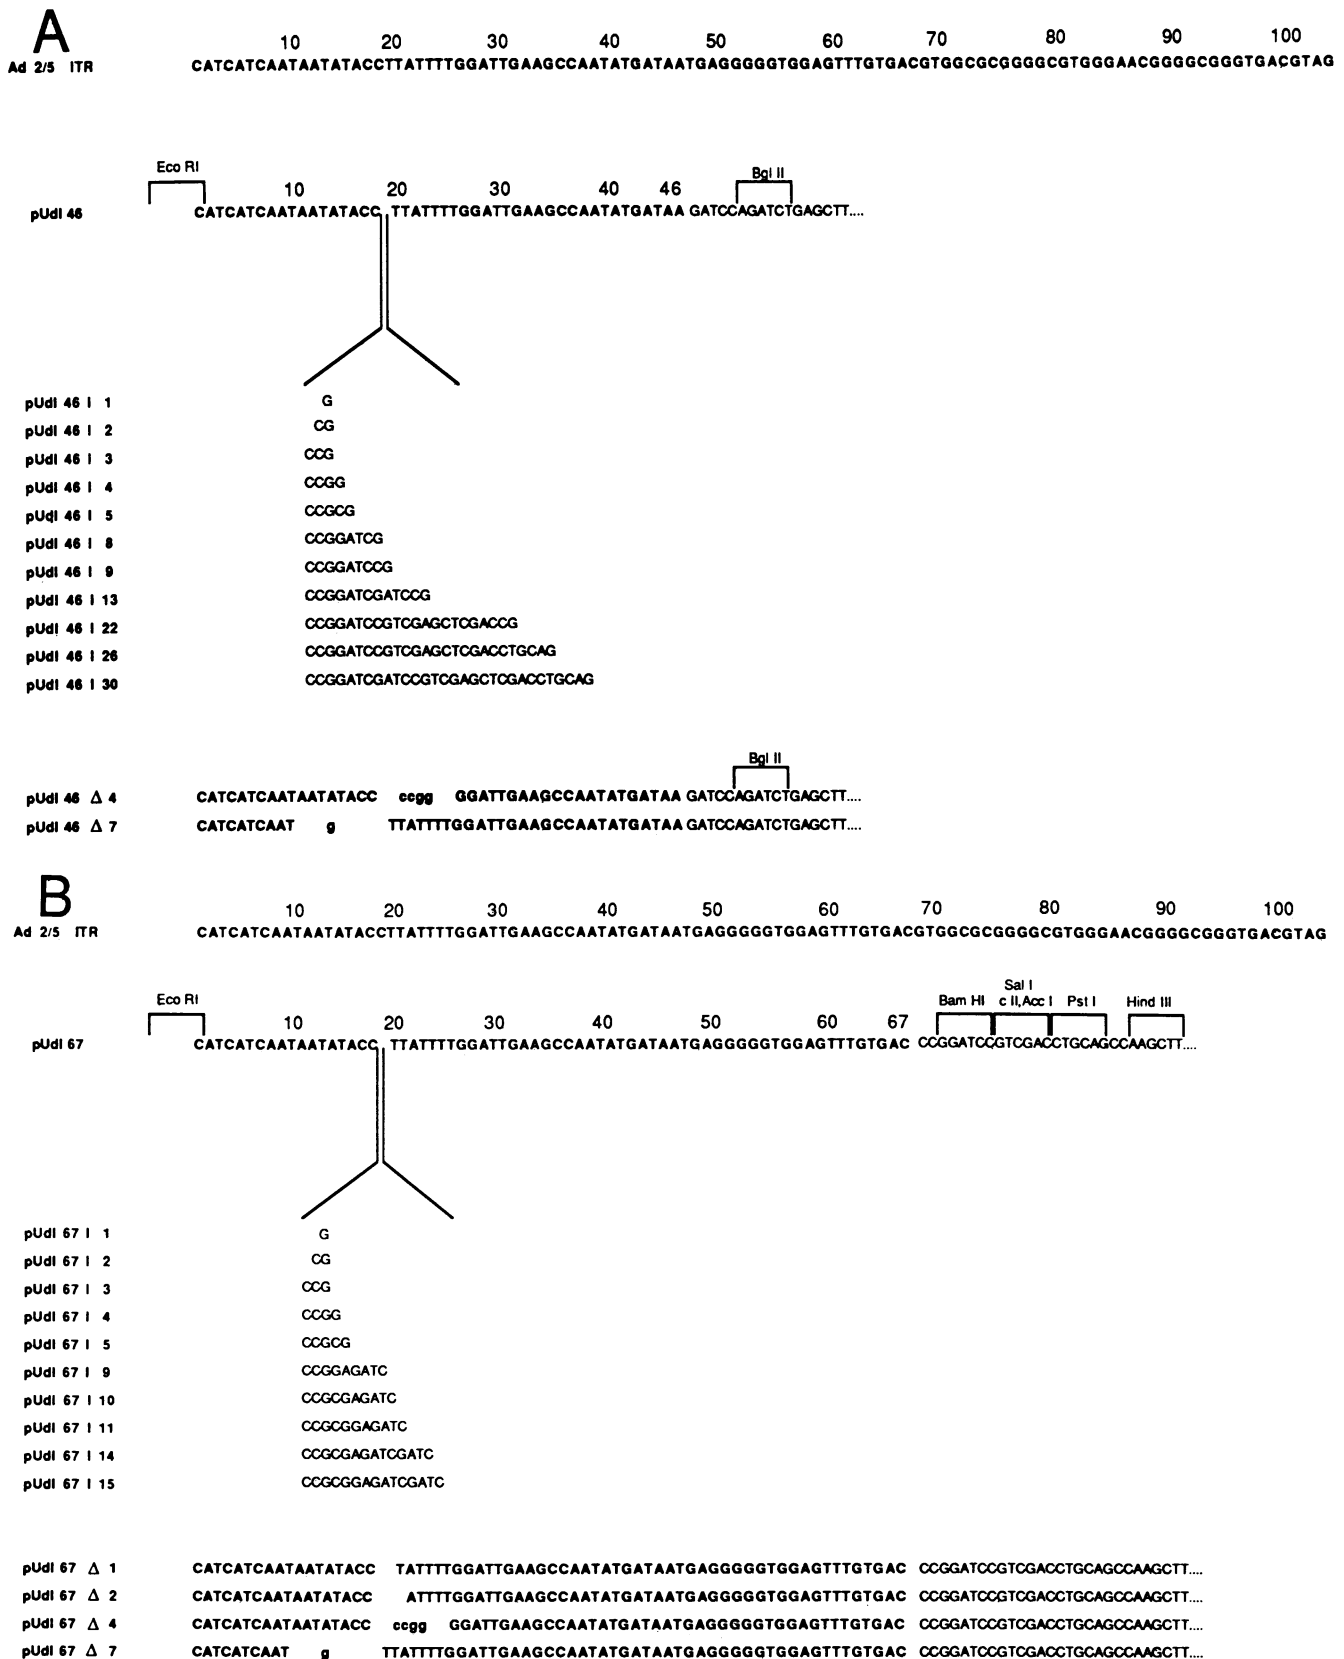 A
10 20 30 40 50 60 70 80 90 100
Ad 2/5 ITR CATCATCAATAATATACCTTATTTTGGATTGAAGCCAATATGATAATGAGGGGGTGGAGTTTGTGACGTGGCGCGGGGCGTGGGAACGGGGCGGGTGACGTAG
Eco RI Bgl II
10 20 30 40 46
pUdl 46 CATCATCAATAATATACC TTATTTTGGATTGAAGCCAATATGATAA GATCCAGATCTGAGCTT....
pUdl 46 I 1 G
pUdl 46 I 2 CG
pUdl 46 I 3 CCG
pUdl 46 I 4 CCGG
pUdl 46 I 5 CCGCG
pUdl 46 I 8 CCGGATCG
pUdl 46 I 9 CCGGATCCG
pUdl 46 I 13 CCGGATCGATCCG
pUdl 46 I 22 CCGGATCCGTCGAGCTCGACCG
pUdl 46 I 26 CCGGATCCGTCGAGCTCGACCTGCAG
pUdl 46 I 30 CCGGATCGATCCGTCGAGCTCGACCTGCAG
Bgl II
pUdl 46 Δ 4 CATCATCAATAATATACC ccgg GGATTGAAGCCAATATGATAA GATCCAGATCTGAGCTT....
pUdl 46 Δ 7 CATCATCAAT g TTATTTTGGATTGAAGCCAATATGATAA GATCCAGATCTGAGCTT....
B
10 20 30 40 50 60 70 80 90 100
Ad 2/5 ITR CATCATCAATAATATACCTTATTTTGGATTGAAGCCAATATGATAATGAGGGGGTGGAGTTTGTGACGTGGCGCGGGGCGTGGGAACGGGGCGGGTGACGTAG
Sal I
Eco RI Bam HI c II,Acc I Pst I Hind III
10 20 30 40 50 60 67
pUdl 67 CATCATCAATAATATACC TTATTTTGGATTGAAGCCAATATGATAATGAGGGGGTGGAGTTTGTGAC CCGGATCCGTCGACCTGCAGCCAAGCTT....
pUdl 67 I 1 G
pUdl 67 I 2 CG
pUdl 67 I 3 CCG
pUdl 67 I 4 CCGG
pUdl 67 I 5 CCGCG
pUdl 67 I 9 CCGGAGATC
pUdl 67 I 10 CCGCGAGATC
pUdl 67 I 11 CCGCGGAGATC
pUdl 67 I 14 CCGCGAGATCGATC
pUdl 67 I 15 CCGCGGAGATCGATC
pUdl 67 Δ 1 CATCATCAATAATATACC TATTTTGGATTGAAGCCAATATGATAATGAGGGGGTGGAGTTTGTGAC CCGGATCCGTCGACCTGCAGCCAAGCTT....
pUdl 67 Δ 2 CATCATCAATAATATACC ATTTTGGATTGAAGCCAATATGATAATGAGGGGGTGGAGTTTGTGAC CCGGATCCGTCGACCTGCAGCCAAGCTT....
pUdl 67 Δ 4 CATCATCAATAATATACC ccgg GGATTGAAGCCAATATGATAATGAGGGGGTGGAGTTTGTGAC CCGGATCCGTCGACCTGCAGCCAAGCTT....
pUdl 67 Δ 7 CATCATCAAT g TTATTTTGGATTGAAGCCAATATGATAATGAGGGGGTGGAGTTTGTGAC CCGGATCCGTCGACCTGCAGCCAAGCTT....